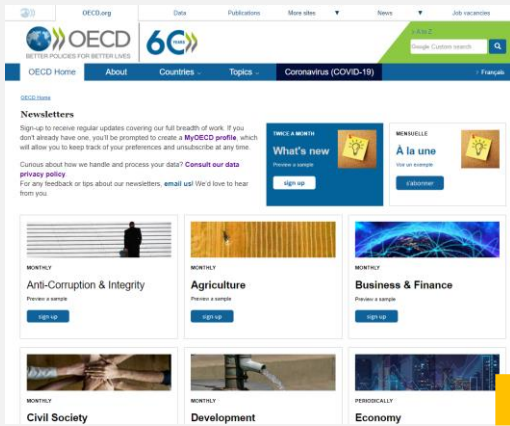 OECD.org
Data
Publications
More sites ▼
News ▼
Job vacancies
OECD
BETTER POLICIES FOR BETTER LIVES
60 YEARS
A to Z
Google Custom search
OECD Home
About
Countries
Topics
Coronavirus (COVID-19)
Français
OECD Home
Newsletters
Sign-up to receive regular updates covering our full breadth of work. If you
don't already have one, you'll be prompted to create a MyOECD profile, which
will allow you to keep track of your preferences and unsubscribe at any time.
Curious about how we handle and process your data? Consult our data
privacy policy.
For any feedback or tips about our newsletters, email us! We'd love to hear
from you.
TWICE A MONTH
What's new
Preview a sample
sign up
MENSUELLE
À la une
Voir un exemple
s'abonner
MONTHLY
Anti-Corruption & Integrity
Preview a sample
sign up
MONTHLY
Agriculture
Preview a sample
sign up
MONTHLY
Business & Finance
Preview a sample
sign up
MONTHLY
Civil Society
MONTHLY
Development
PERIODICALLY
Economy